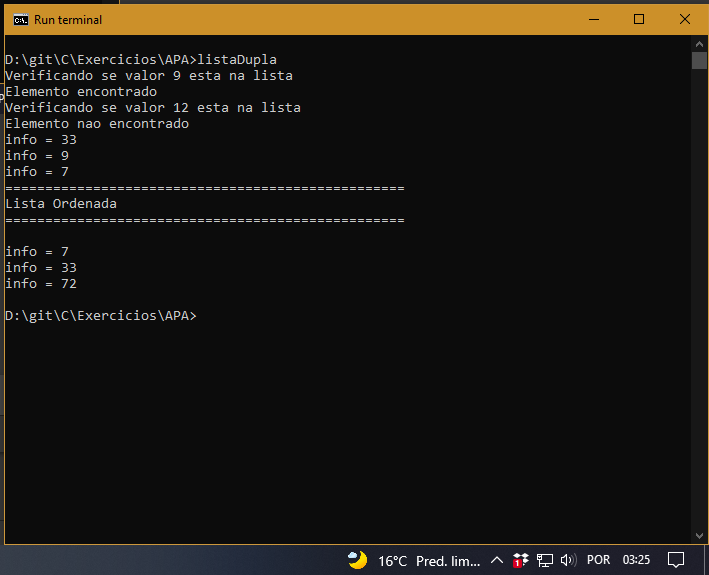 Run terminal
D:\git\C\Exercicios\APA>listaDupla
Verificando se valor 9 esta na lista
Elemento encontrado
Verificando se valor 12 esta na lista
Elemento nao encontrado
info = 33
info = 9
info = 7
==================================================
Lista Ordenada
==================================================
info = 7
info = 33
info = 72
D:\git\C\Exercicios\APA>
16°C Pred. lim... 1 POR 03:25